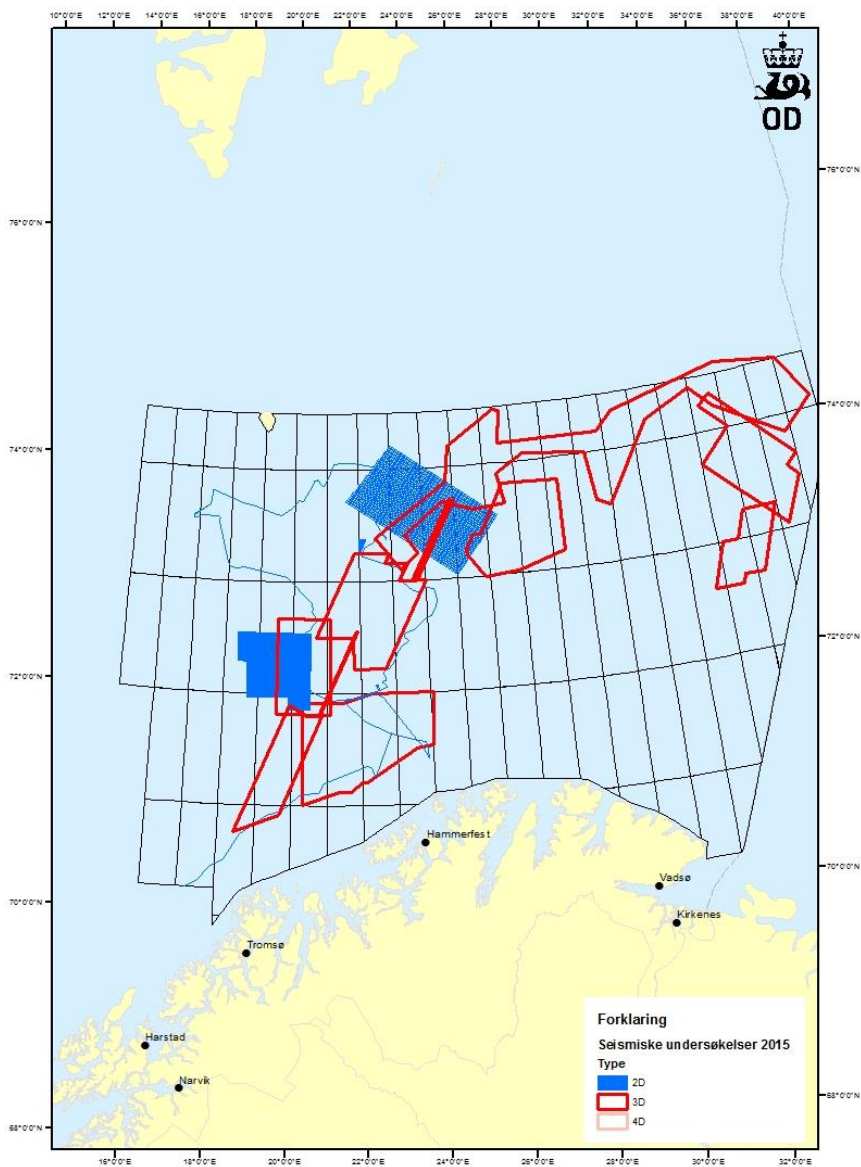 10°0'0"E 12°0'0"E 14°0'0"E 16°0'0"E 18°0'0"E 20°0'0"E 22°0'0"E 24°0'0"E 26°0'0"E 28°0'0"E 30°0'0"E 32°0'0"E 34°0'0"E 36°0'0"E 38°0'0"E 40°0'0"E
OD
76°0'0"N
76°0'0"N
74°0'0"N
74°0'0"N
72°0'0"N
72°0'0"N
Hammerfest
70°0'0"N
Vadsø
70°0'0"N
Kirkenes
Tromsø
Forklaring
Seismiske undersøkelser 2015
Type
2D
3D
4D
Harstad
Narvik
68°0'0"N
68°0'0"N
16°0'0"E 18°0'0"E 20°0'0"E 22°0'0"E 24°0'0"E 26°0'0"E 28°0'0"E 30°0'0"E 32°0'0"E